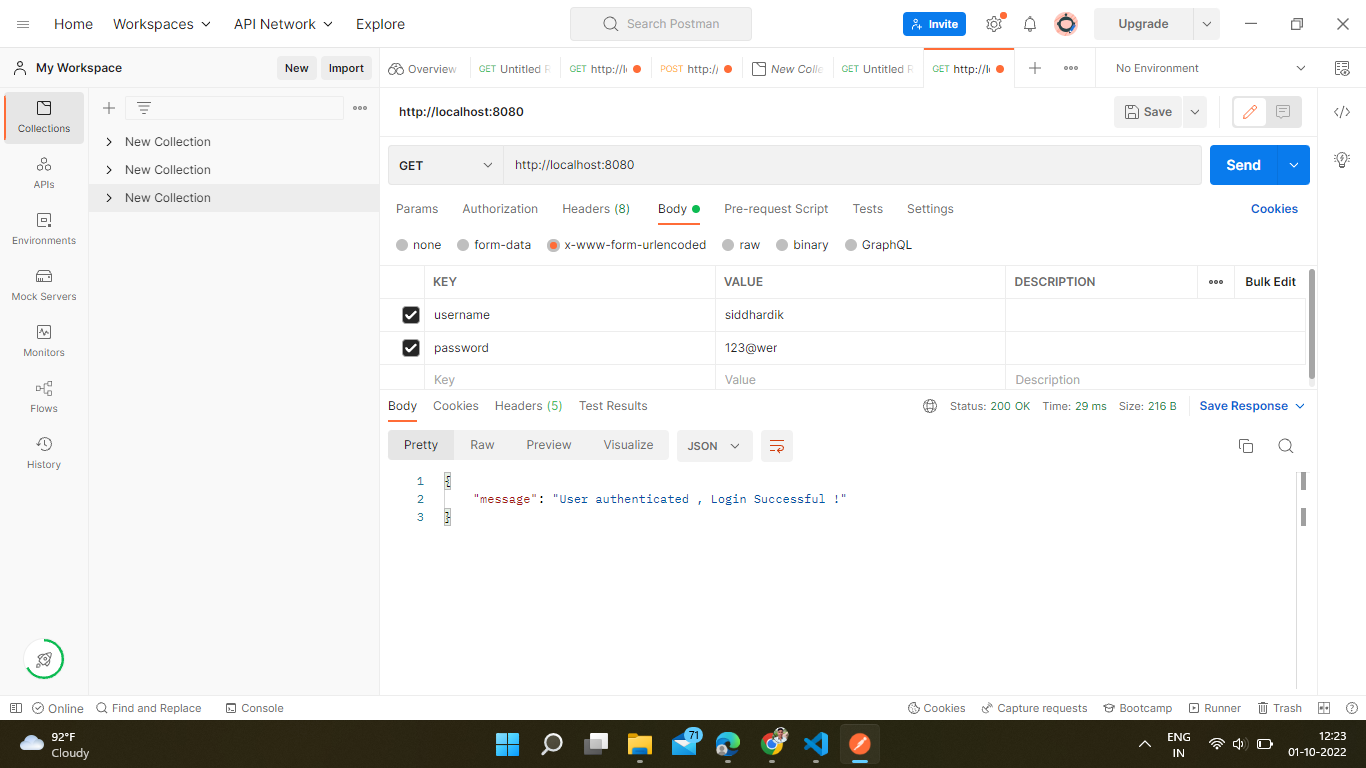 Home Workspaces API Network Explore Search Postman Invite Upgrade
My Workspace New Import Overview GET Untitled R GET http://l POST http:/ New Colle GET Untitled R GET http://l No Environment
Collections
APIs
Environments
Mock Servers
Monitors
Flows
History
New Collection
New Collection
New Collection
http://localhost:8080 Save
GET http://localhost:8080 Send
Params Authorization Headers (8) Body Pre-request Script Tests Settings Cookies
none form-data x-www-form-urlencoded raw binary GraphQL
KEY VALUE DESCRIPTION Bulk Edit
username siddhardik
password 123@wer
Key Value Description
Body Cookies Headers (5) Test Results Status: 200 OK Time: 29 ms Size: 216 B Save Response
Pretty Raw Preview Visualize JSON
1 {
2 "message": "User authenticated , Login Successful !"
3 }
Online Find and Replace Console Cookies Capture requests Bootcamp Runner Trash
92°F
Cloudy
71
ENG
IN
12:23
01-10-2022